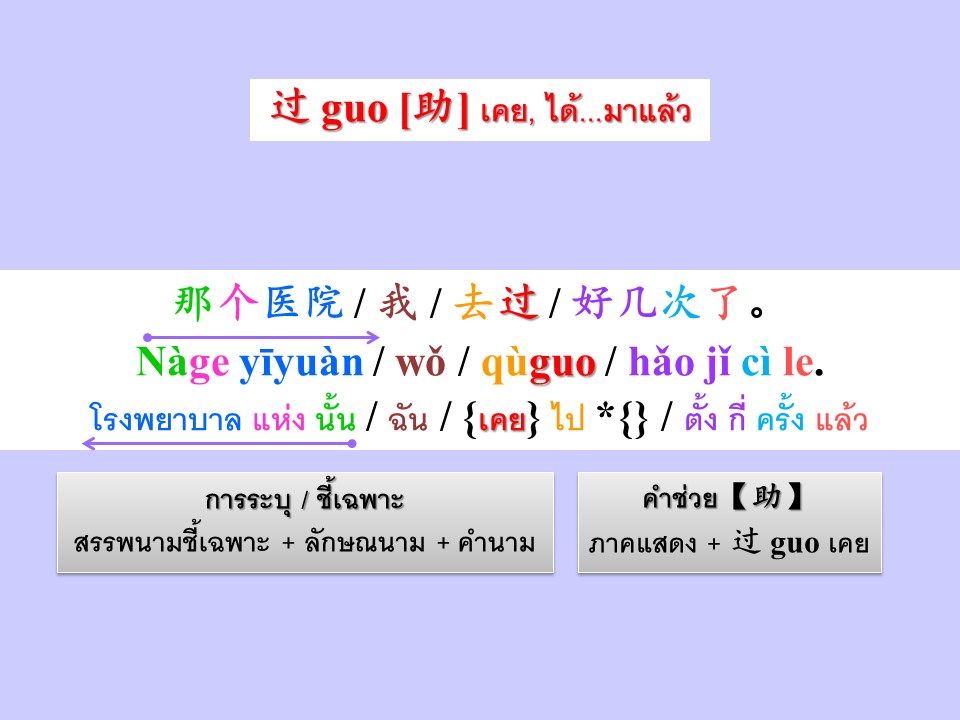 过 guo [助] เคย, ได้...มาแล้ว
那个医院 / 我 / 去过 / 好几次了。
Nàge yīyuàn / wǒ / qùguo / hǎo jǐ cì le.
โรงพยาบาล แห่ง นั้น / ฉัน / {เคย} ไป *{} / ตั้ง กี่ ครั้ง แล้ว
การระบุ / ชี้เฉพาะ
สรรพนามชี้เฉพาะ + ลักษณนาม + คำนาม
คำช่วย【助】
ภาคแสดง + 过 guo เคย